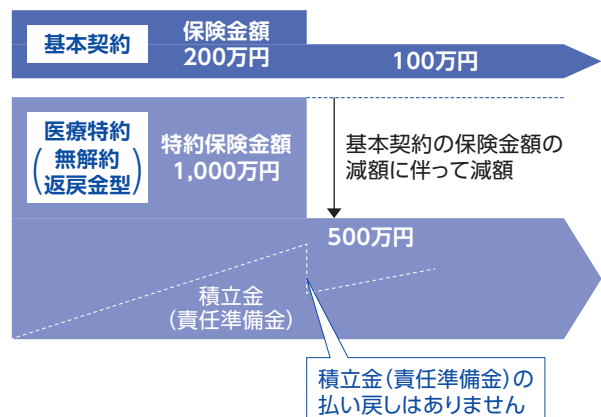 基本契約
保険金額
200万円
100万円
医療特約
(無解約
返戻金型)
特約保険金額
1,000万円
基本契約の保険金額の
減額に伴って減額
500万円
積立金
(責任準備金)
積立金(責任準備金)の
払い戻しはありません